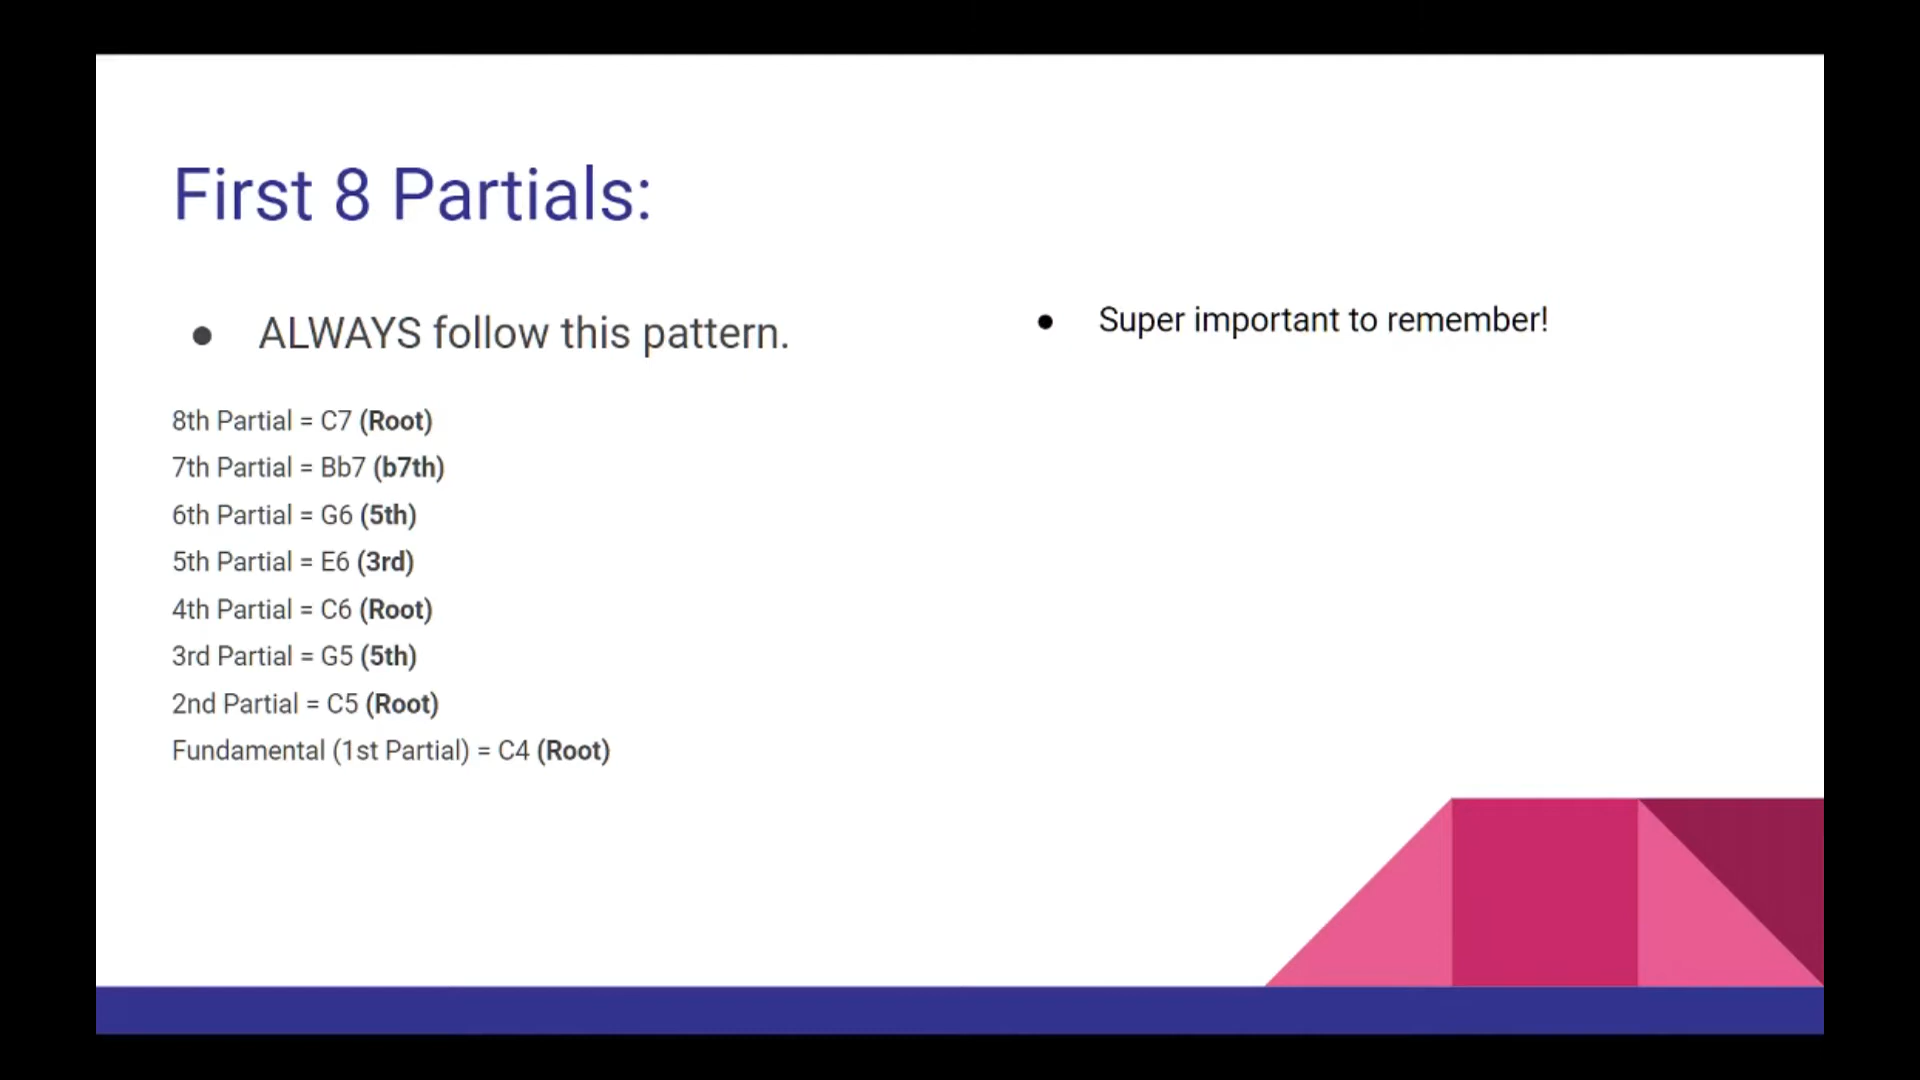 First 8 Partials:
● ALWAYS follow this pattern.
8th Partial = C7 (Root)
7th Partial = Bb7 (b7th)
6th Partial = G6 (5th)
5th Partial = E6 (3rd)
4th Partial = C6 (Root)
3rd Partial = G5 (5th)
2nd Partial = C5 (Root)
Fundamental (1st Partial) = C4 (Root)
● Super important to remember!